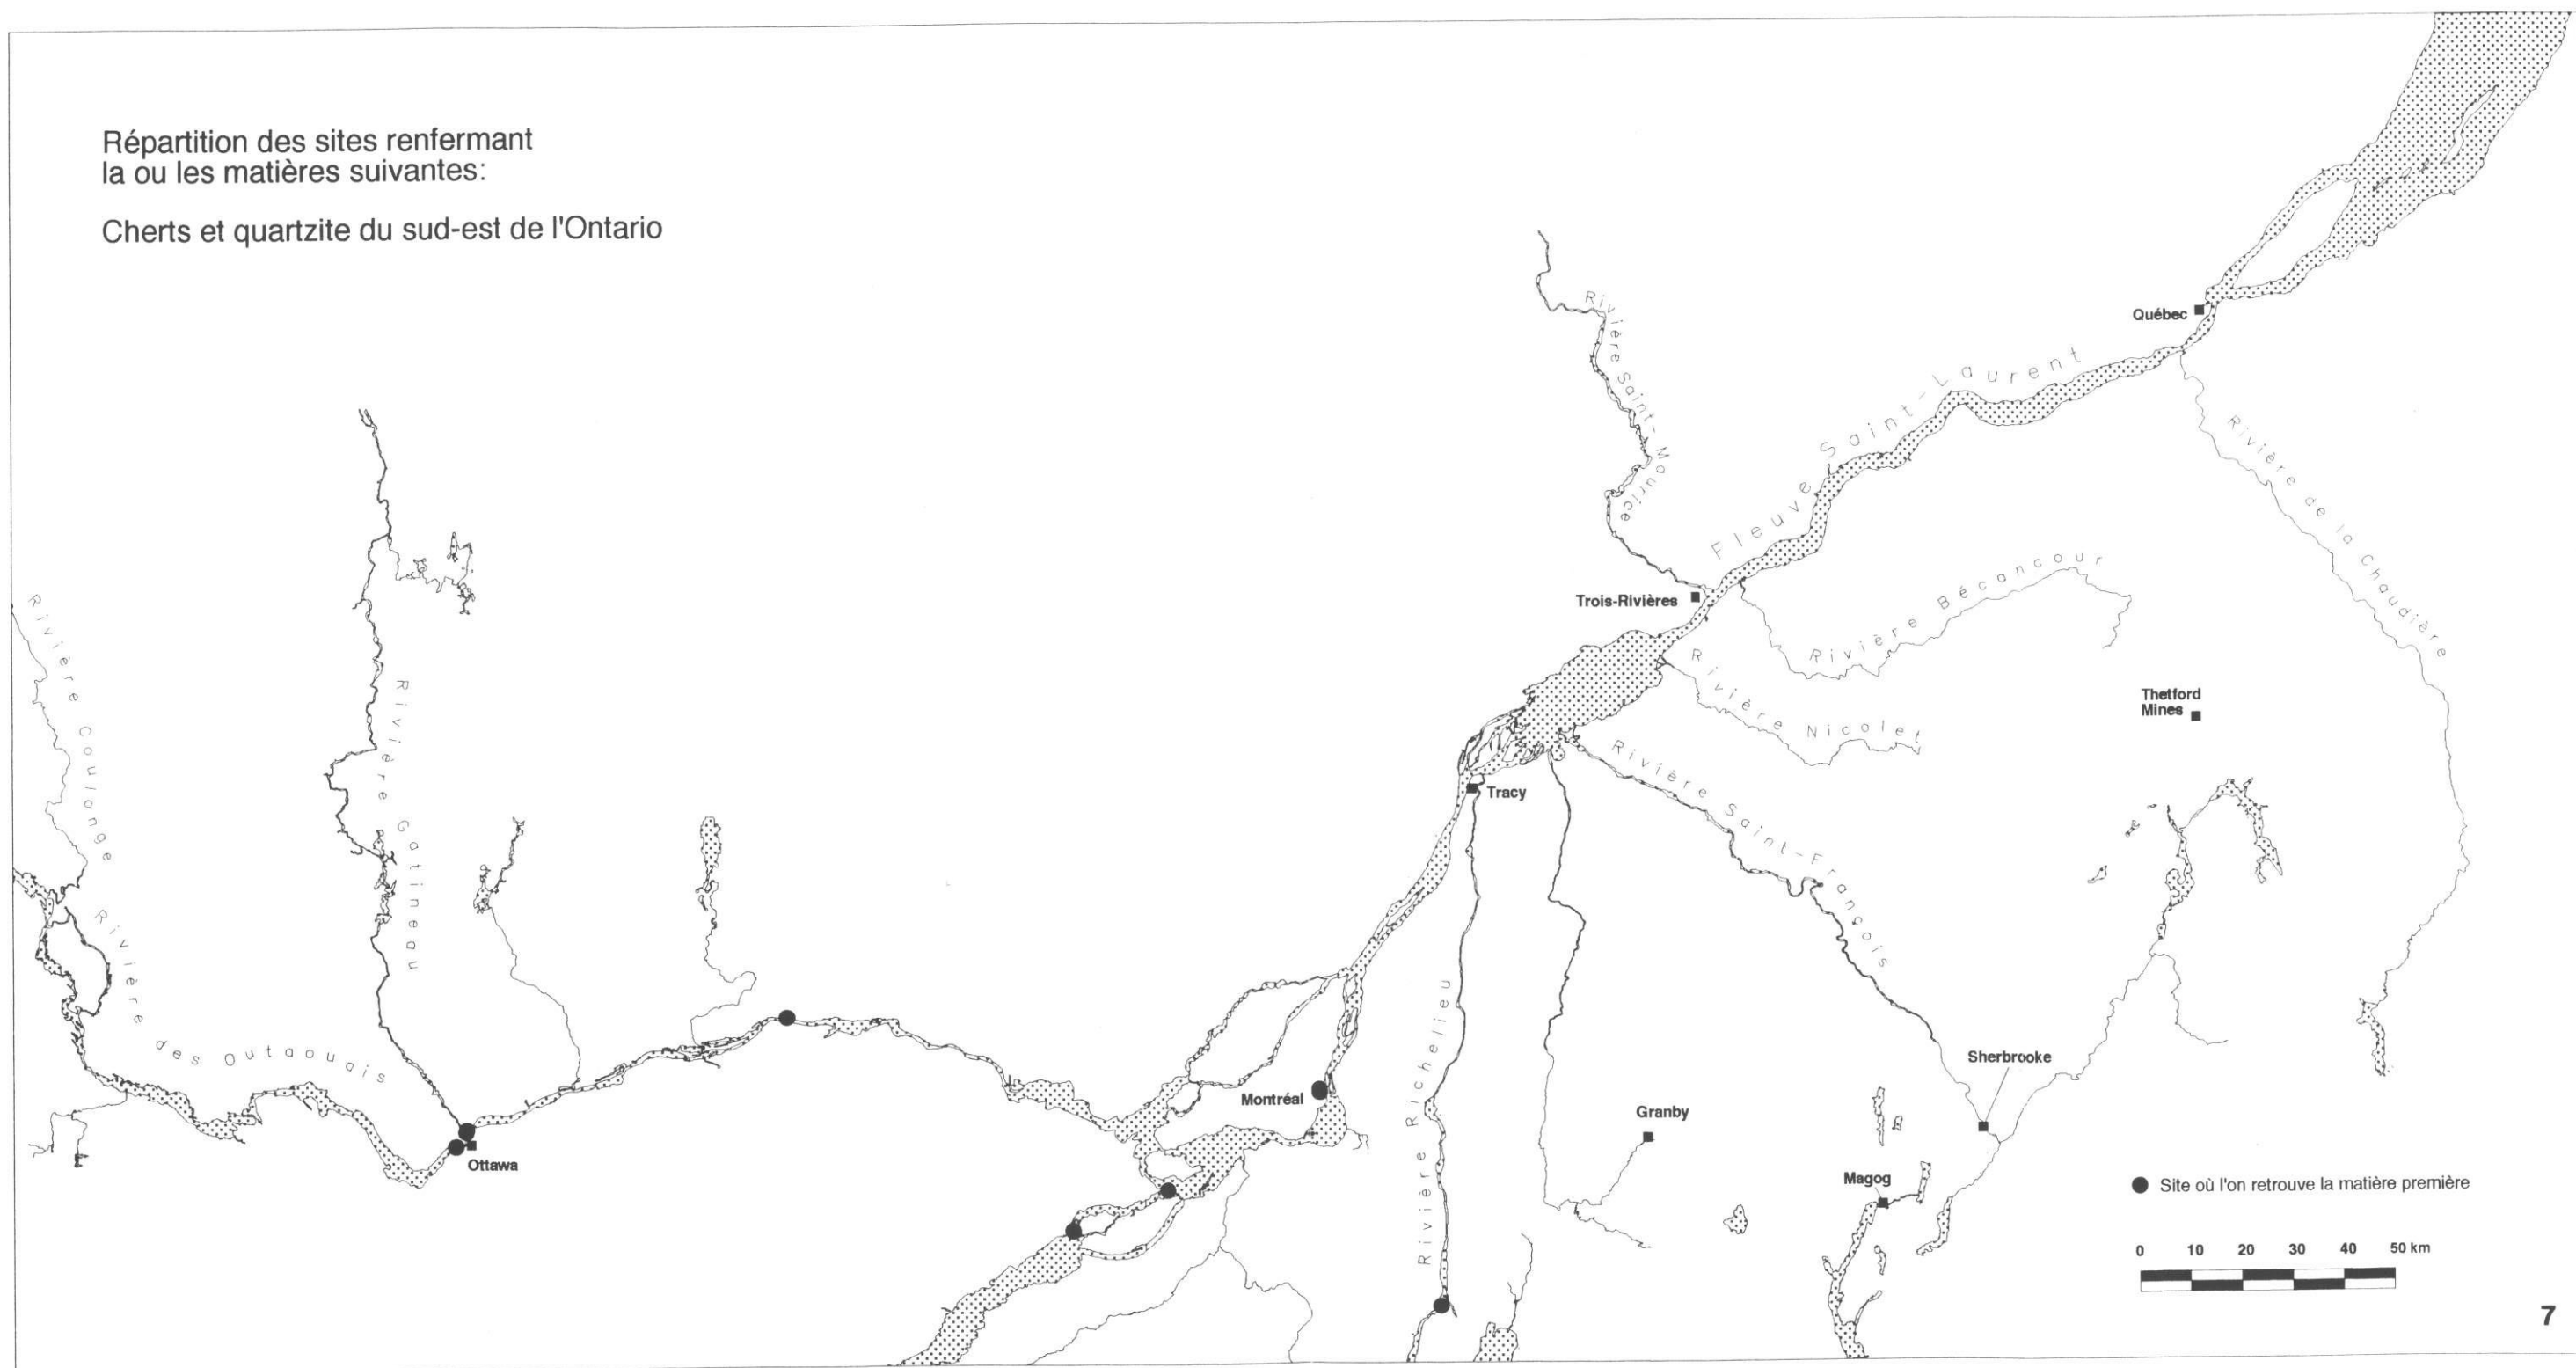 Répartition des sites renfermant
la ou les matières suivantes:
Cherts et quartzite du sud-est de l'Ontario
Rivière Saint-Maurice
Québec
Fleuve Saint-Laurent
Rivière de la Chaudière
Trois-Rivières
Rivière Bécancour
Rivière Nicolet
Thetford
Mines
Rivière Coulonge
Rivière Gatineau
Tracy
Rivière Saint-François
Rivière des Outaouais
Rivière Richelieu
Sherbrooke
Montréal
Granby
Ottawa
Magog
Site où l'on retrouve la matière première
0 10 20 30 40 50 km
7